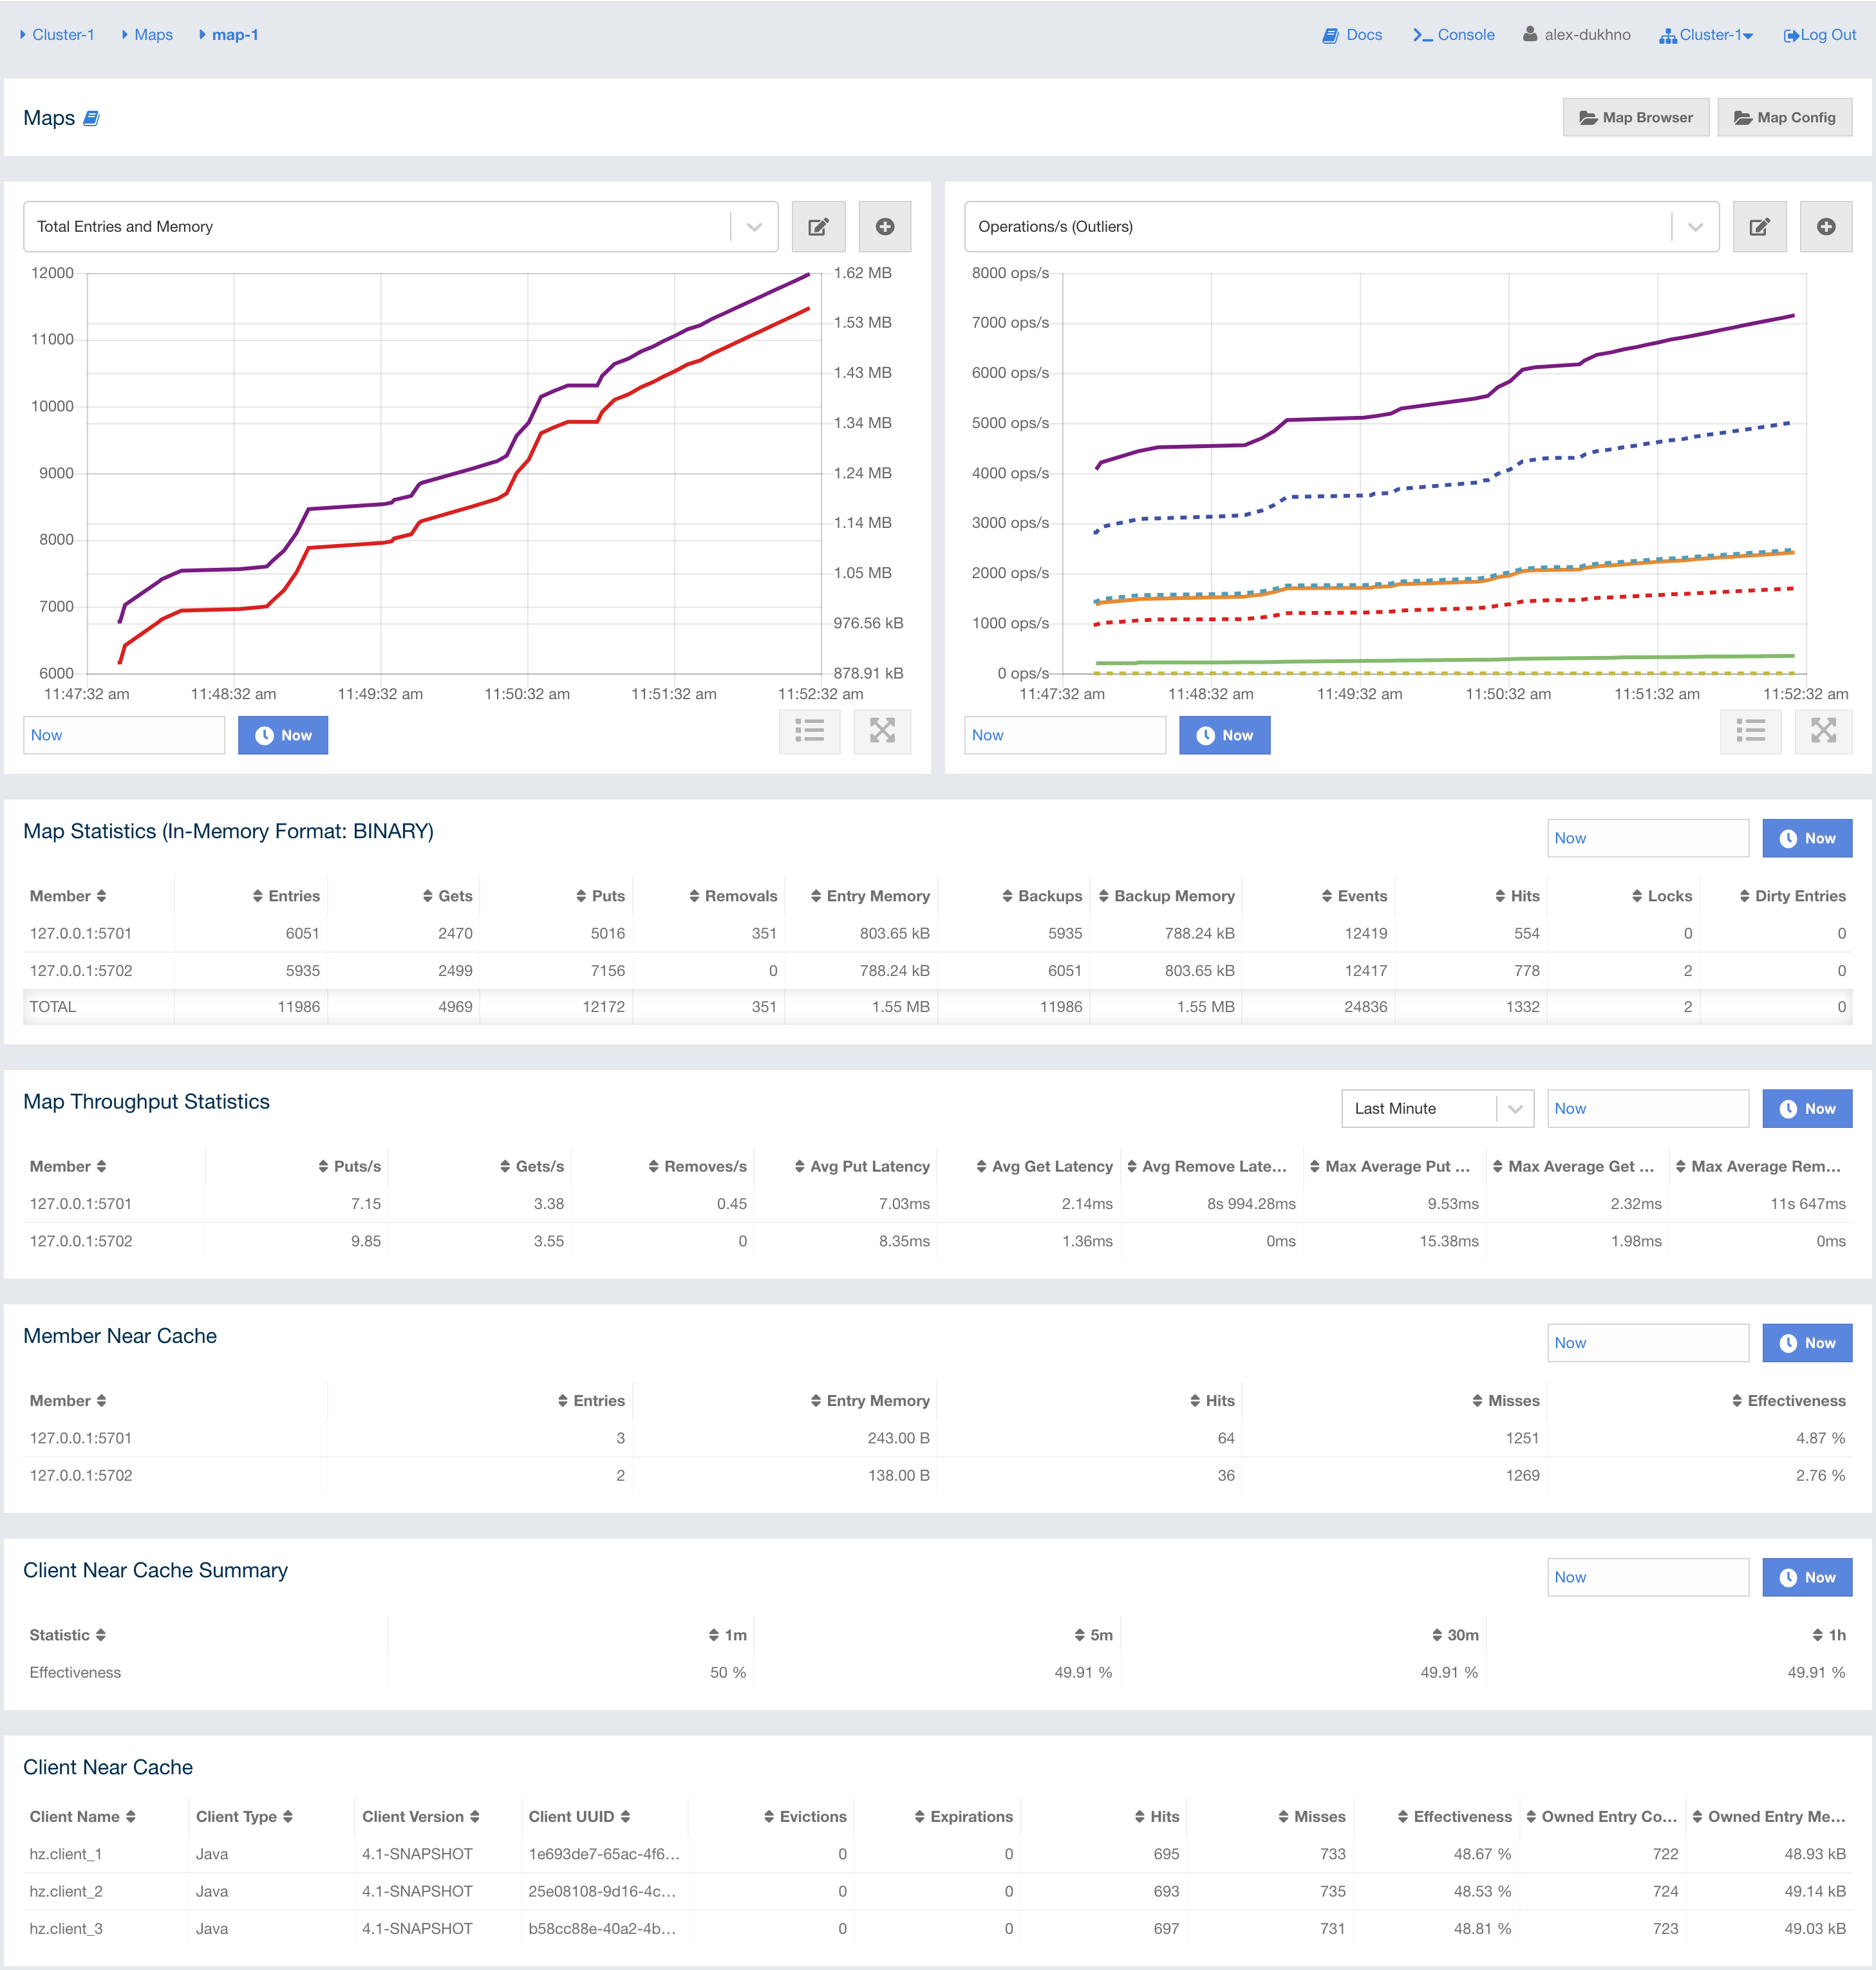 Cluster-1 Maps map-1 Docs Console alex-dukhno Cluster-1 Log Out
Maps Map Browser Map Config
Total Entries and Memory
12000 1.62 MB
1.53 MB
11000
1.43 MB
10000
1.34 MB
9000 1.24 MB
1.14 MB
8000
1.05 MB
7000
976.56 kB
6000 878.91 kB
11:47:32 am 11:48:32 am 11:49:32 am 11:50:32 am 11:51:32 am 11:52:32 am
Now Now
Operations/s (Outliers)
8000 ops/s
7000 ops/s
6000 ops/s
5000 ops/s
4000 ops/s
3000 ops/s
2000 ops/s
1000 ops/s
0 ops/s
11:47:32 am 11:48:32 am 11:49:32 am 11:50:32 am 11:51:32 am 11:52:32 am
Now Now
Map Statistics (In-Memory Format: BINARY) Now Now
Member Entries Gets Puts Removals Entry Memory Backups Backup Memory Events Hits Locks Dirty Entries
127.0.0.1:5701 6051 2470 5016 351 803.65 kB 5935 788.24 kB 12419 554 0 0
127.0.0.1:5702 5935 2499 7156 0 788.24 kB 6051 803.65 kB 12417 778 2 0
TOTAL 11986 4969 12172 351 1.55 MB 11986 1.55 MB 24836 1332 2 0
Map Throughput Statistics Last Minute Now Now
Member Puts/s Gets/s Removes/s Avg Put Latency Avg Get Latency Avg Remove Late... Max Average Put ... Max Average Get ... Max Average Rem...
127.0.0.1:5701 7.15 3.38 0.45 7.03ms 2.14ms 8s 994.28ms 9.53ms 2.32ms 11s 647ms
127.0.0.1:5702 9.85 3.55 0 8.35ms 1.36ms 0ms 15.38ms 1.98ms 0ms
Member Near Cache Now Now
Member Entries Entry Memory Hits Misses Effectiveness
127.0.0.1:5701 3 243.00 B 64 1251 4.87 %
127.0.0.1:5702 2 138.00 B 36 1269 2.76 %
Client Near Cache Summary Now Now
Statistic 1m 5m 30m 1h
Effectiveness 50 % 49.91 % 49.91 % 49.91 %
Client Near Cache
Client Name Client Type Client Version Client UUID Evictions Expirations Hits Misses Effectiveness Owned Entry Co... Owned Entry Me...
hz.client_1 Java 4.1-SNAPSHOT 1e693de7-65ac-4f6... 0 0 695 733 48.67 % 722 48.93 kB
hz.client_2 Java 4.1-SNAPSHOT 25e08108-9d16-4c... 0 0 693 735 48.53 % 724 49.14 kB
hz.client_3 Java 4.1-SNAPSHOT b58cc88e-40a2-4b... 0 0 697 731 48.81 % 723 49.03 kB